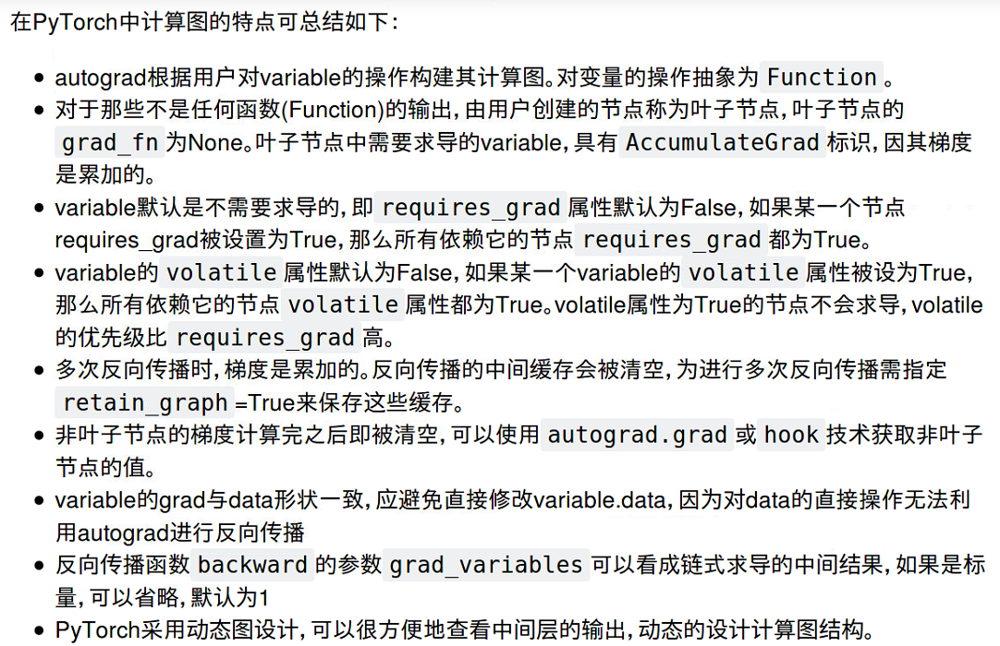 在PyTorch中计算图的特点可总结如下：
autograd根据用户对variable的操作构建其计算图。对变量的操作抽象为 Function 。
对于那些不是任何函数(Function)的输出，由用户创建的节点称为叶子节点，叶子节点的
grad_fn 为None。叶子节点中需要求导的variable，具有 AccumulateGrad 标识，因其梯度
是累加的。
variable默认是不需要求导的，即 requires_grad 属性默认为False，如果某一个节点
requires_grad被设置为True，那么所有依赖它的节点 requires_grad 都为True。
variable的 volatile 属性默认为False，如果某一个variable的 volatile 属性被设为True，
那么所有依赖它的节点 volatile 属性都为True。volatile属性为True的节点不会求导，volatile
的优先级比 requires_grad 高。
多次反向传播时，梯度是累加的。反向传播的中间缓存会被清空，为进行多次反向传播需指定
retain_graph =True来保存这些缓存。
非叶子节点的梯度计算完之后即被清空，可以使用 autograd.grad 或 hook 技术获取非叶子
节点的值。
variable的grad与data形状一致，应避免直接修改variable.data，因为对data的直接操作无法利
用autograd进行反向传播
反向传播函数 backward 的参数 grad_variables 可以看成链式求导的中间结果，如果是标
量，可以省略，默认为1
PyTorch采用动态图设计，可以很方便地查看中间层的输出，动态的设计计算图结构。